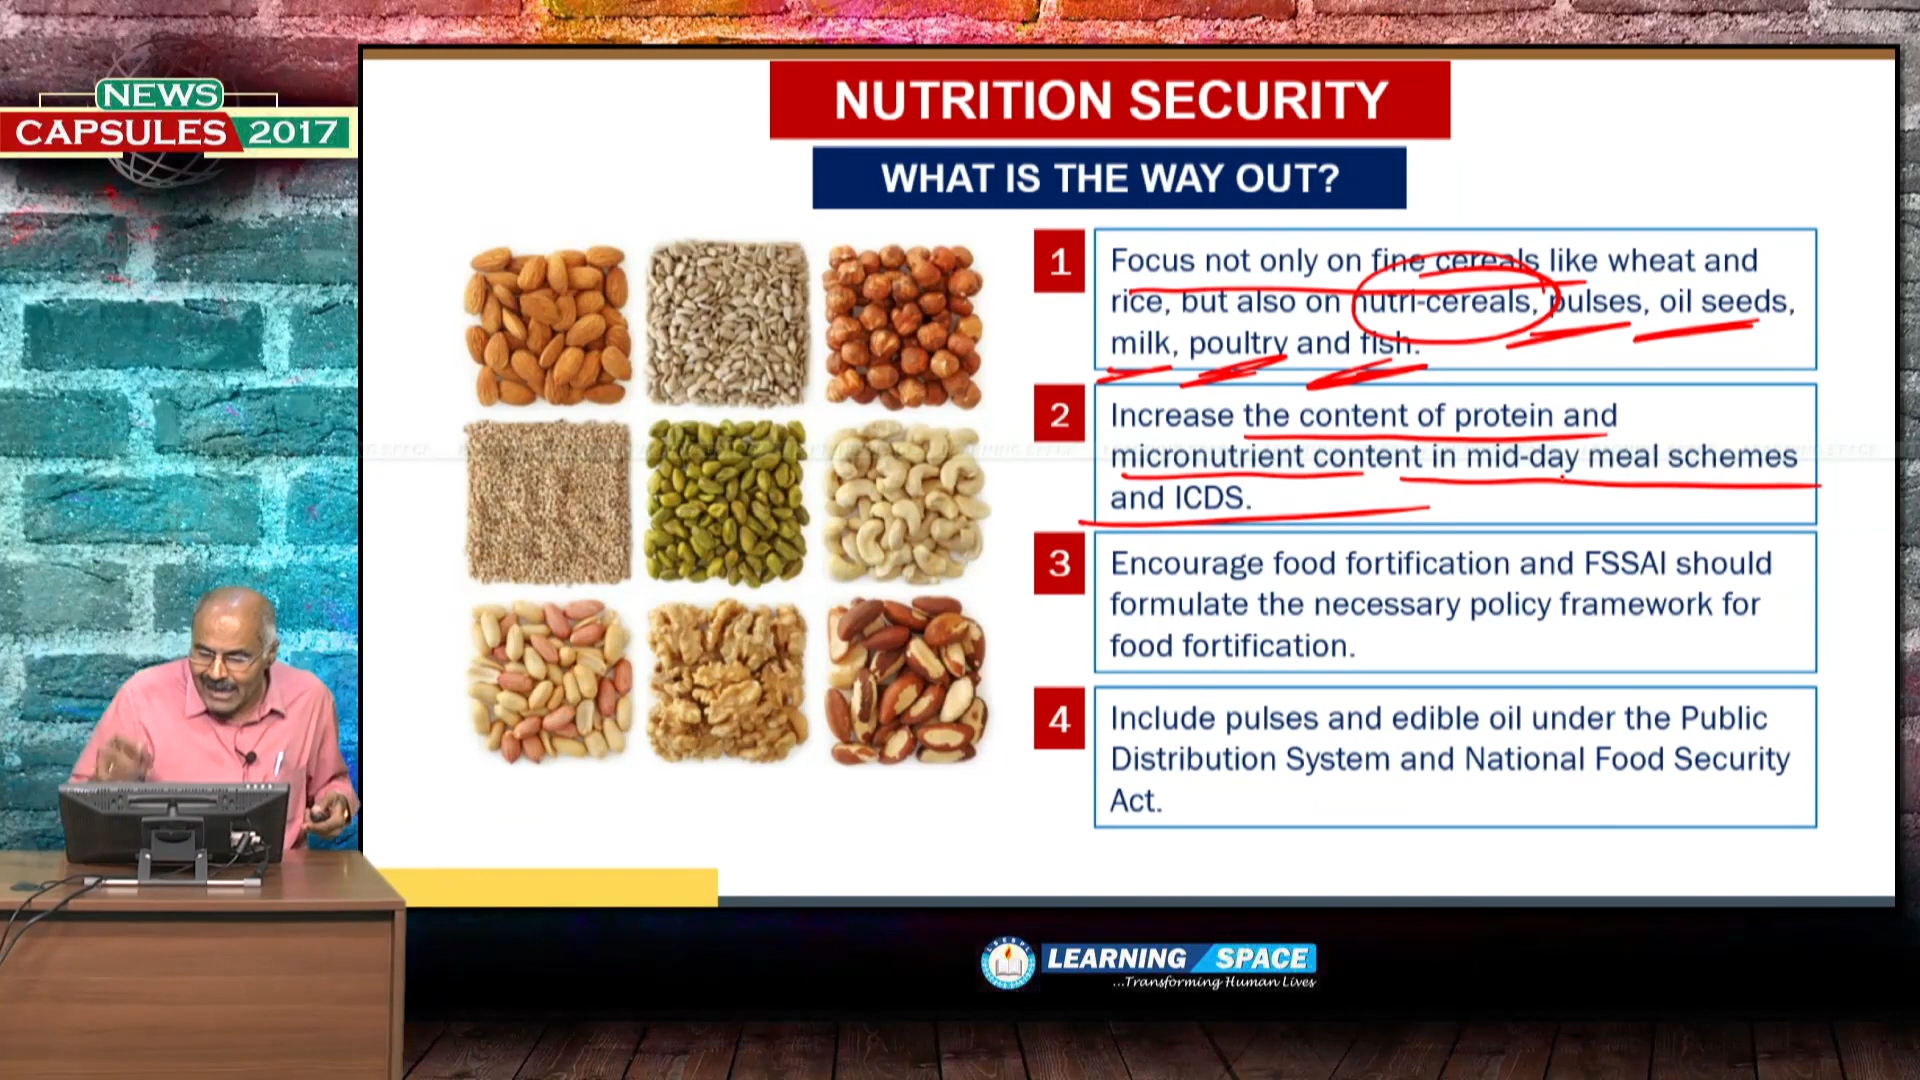 NEWS
CAPSULES 2017
NUTRITION SECURITY
WHAT IS THE WAY OUT?
1
Focus not only on fine cereals like wheat and
rice, but also on nutri-cereals, pulses, oil seeds,
milk, poultry and fish.
2
Increase the content of protein and
micronutrient content in mid-day meal schemes
and ICDS.
3
Encourage food fortification and FSSAI should
formulate the necessary policy framework for
food fortification.
4
Include pulses and edible oil under the Public
Distribution System and National Food Security
Act.
LEARNING SPACE
...Transforming Human Lives